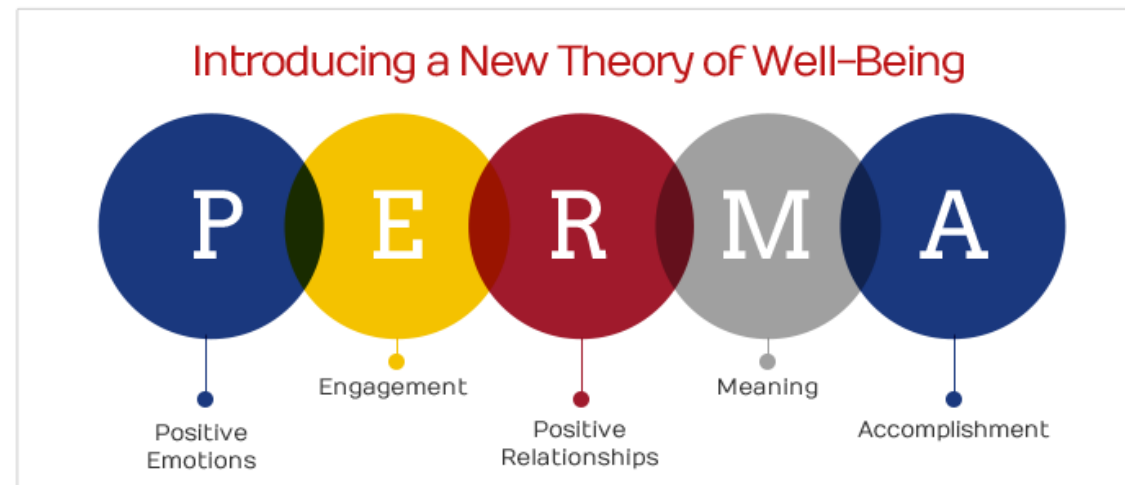 Introducing a New Theory of Well-Being
P E R M A
Engagement
Meaning
Positive
Emotions
Positive
Relationships
Accomplishment